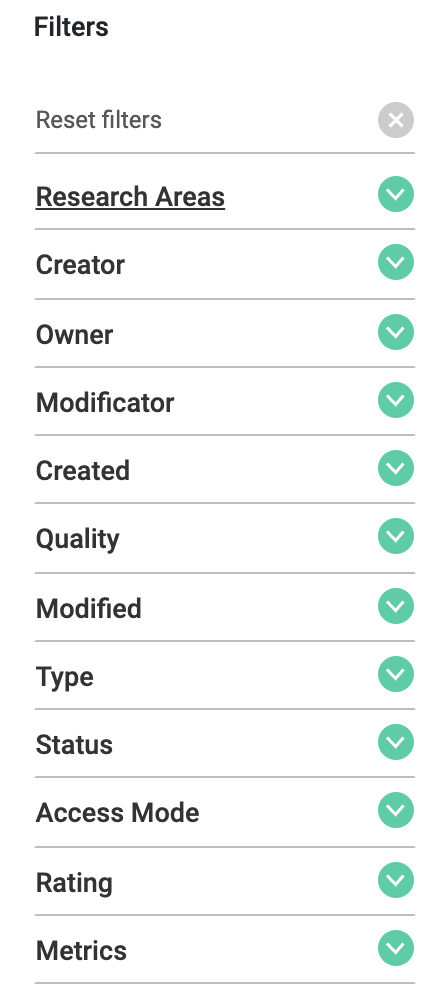 Filters
Reset filters
Research Areas
Creator
Owner
Modificator
Created
Quality
Modified
Type
Status
Access Mode
Rating
Metrics